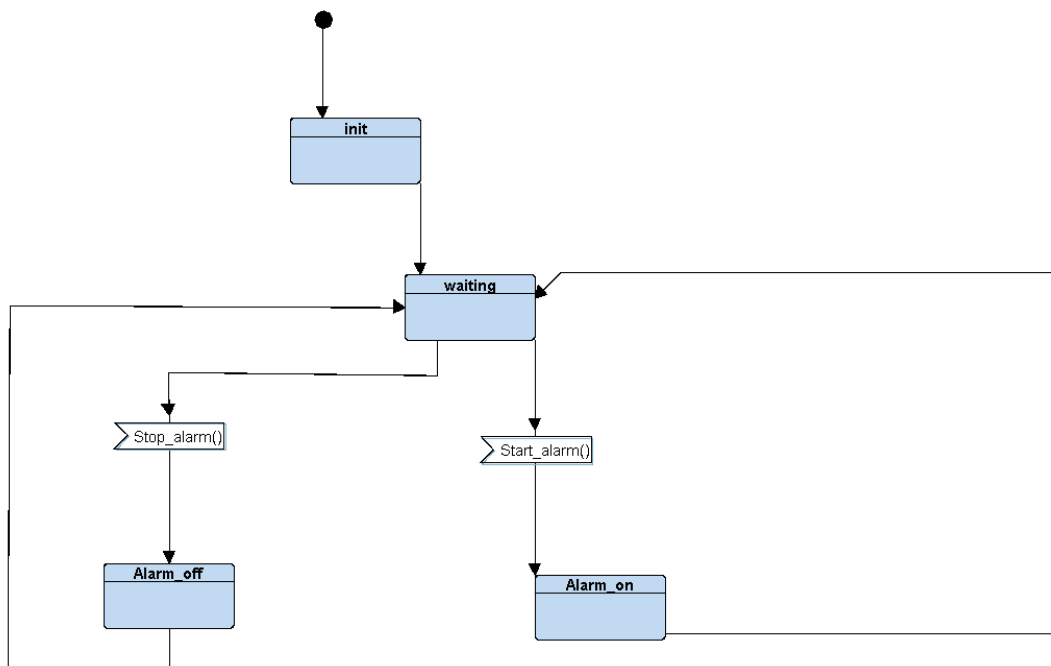 init
waiting
Stop_alarm()
Start_alarm()
Alarm_off
Alarm_on